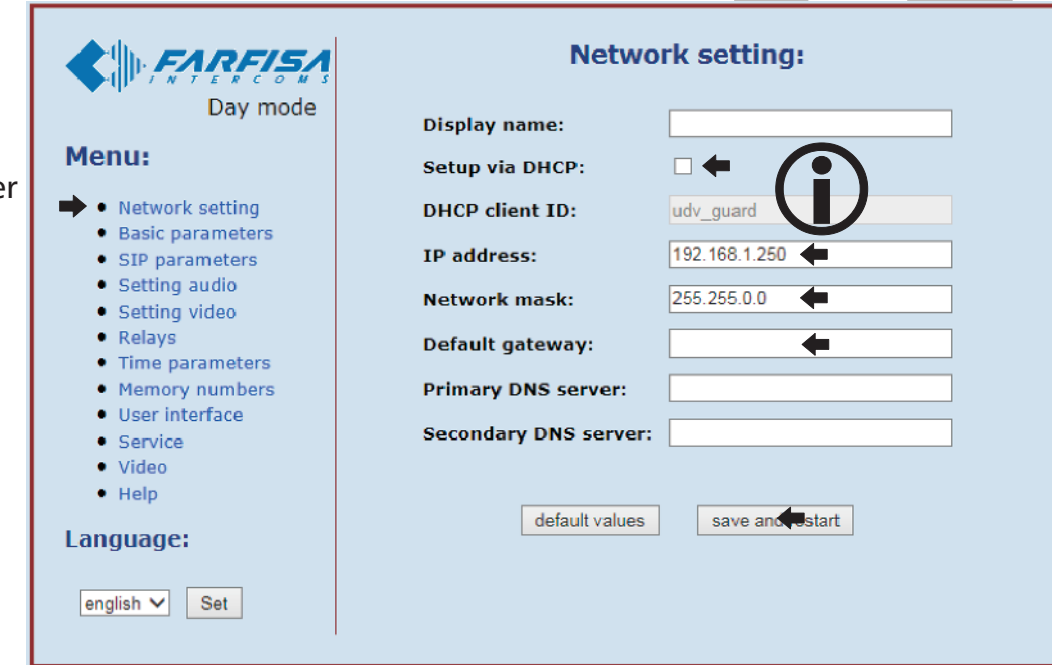 er
FARFISA
INTERCOMS
Day mode
Menu:
Network setting
Basic parameters
SIP parameters
Setting audio
Setting video
Relays
Time parameters
Memory numbers
User interface
Service
Video
Help
Language:
english
Set
Network setting:
Display name:
Setup via DHCP:
DHCP client ID: udv_guard
IP address: 192.168.1.250
Network mask: 255.255.0.0
Default gateway:
Primary DNS server:
Secondary DNS server:
default values
save and restart